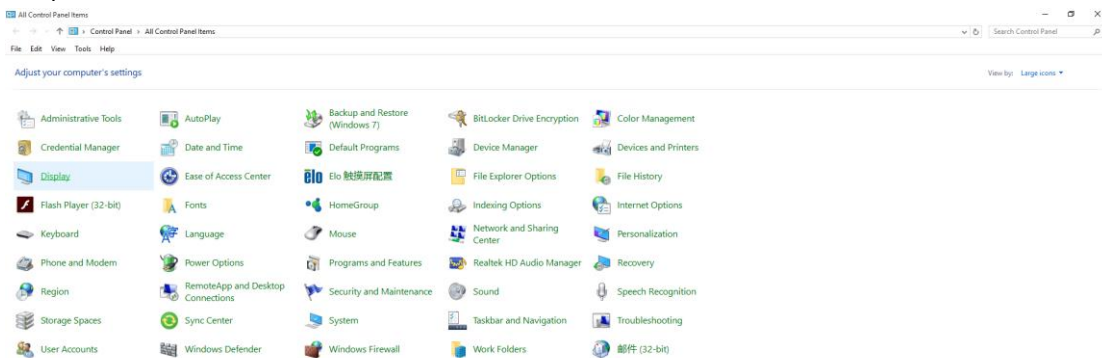 All Control Panel Items
Control Panel › All Control Panel Items
Search Control Panel
File Edit View Tools Help
Adjust your computer's settings
View by: Large icons
Administrative Tools
AutoPlay
Backup and Restore
(Windows 7)
BitLocker Drive Encryption
Color Management
Credential Manager
Date and Time
Default Programs
Device Manager
Devices and Printers
Display
Ease of Access Center
elo
Elo 触摸屏配置
File Explorer Options
File History
Flash Player (32-bit)
Fonts
HomeGroup
Indexing Options
Internet Options
Keyboard
Language
Mouse
Network and Sharing
Center
Personalization
Phone and Modem
Power Options
Programs and Features
Realtek HD Audio Manager
Recovery
Region
RemoteApp and Desktop
Connections
Security and Maintenance
Sound
Speech Recognition
Storage Spaces
Sync Center
System
Taskbar and Navigation
Troubleshooting
User Accounts
Windows Defender
Windows Firewall
Work Folders
邮件 (32-bit)